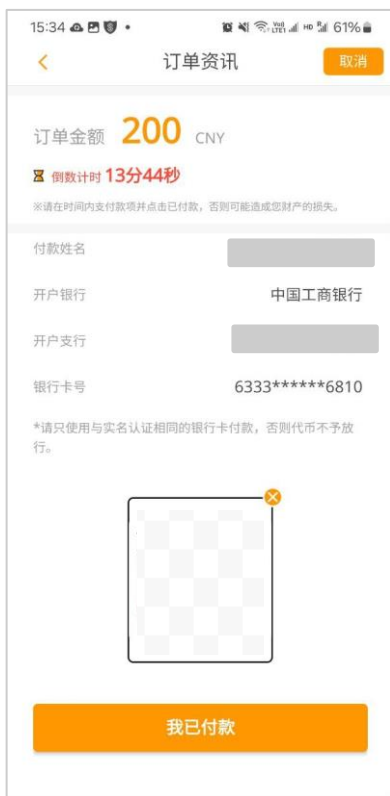 15:34 61%
订单资讯 取消
订单金额 200 CNY
倒数计时 13分44秒
※请在时间内支付款项并点击已付款，否则可能造成您财产的损失。
付款姓名
开户银行 中国工商银行
开户支行
银行卡号 6333******6810
*请只使用与实名认证相同的银行卡付款，否则代币不予放
行。
我已付款